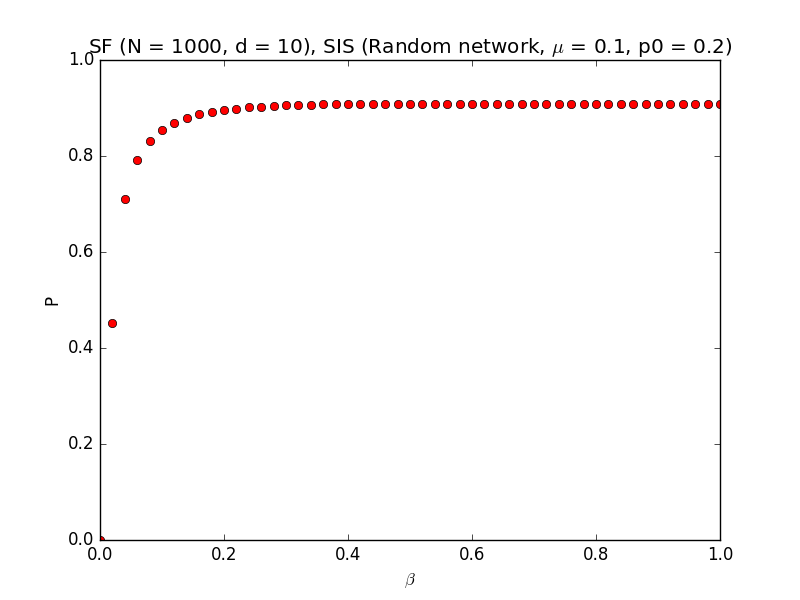 SF (N = 1000, d = 10), SIS (Random network, μ = 0.1, p0 = 0.2)
1.0
0.8
0.6
P
0.4
0.2
0.0
0.0 0.2 0.4 0.6 0.8 1.0
β